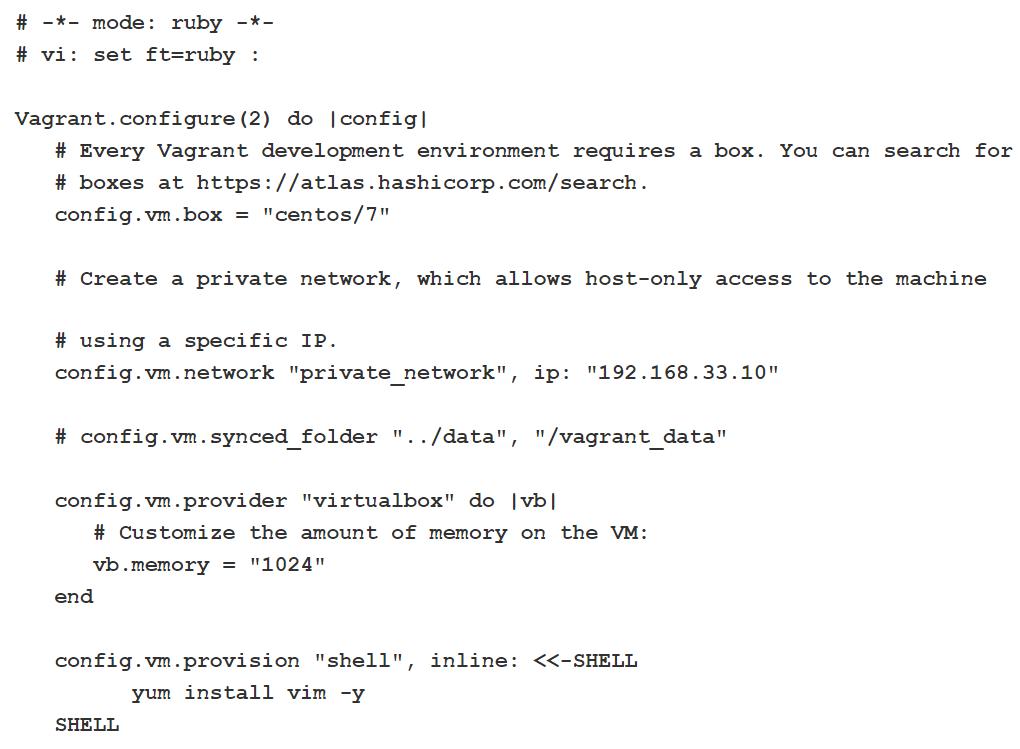 # -*- mode: ruby -*-
# vi: set ft=ruby :

Vagrant.configure(2) do |config|
   # Every Vagrant development environment requires a box. You can search for
   # boxes at https://atlas.hashicorp.com/search.
   config.vm.box = "centos/7"

   # Create a private network, which allows host-only access to the machine

   # using a specific IP.
   config.vm.network "private_network", ip: "192.168.33.10"

   # config.vm.synced_folder "../data", "/vagrant_data"

   config.vm.provider "virtualbox" do |vb|
      # Customize the amount of memory on the VM:
      vb.memory = "1024"
   end

   config.vm.provision "shell", inline: <<-SHELL
         yum install vim -y
   SHELL